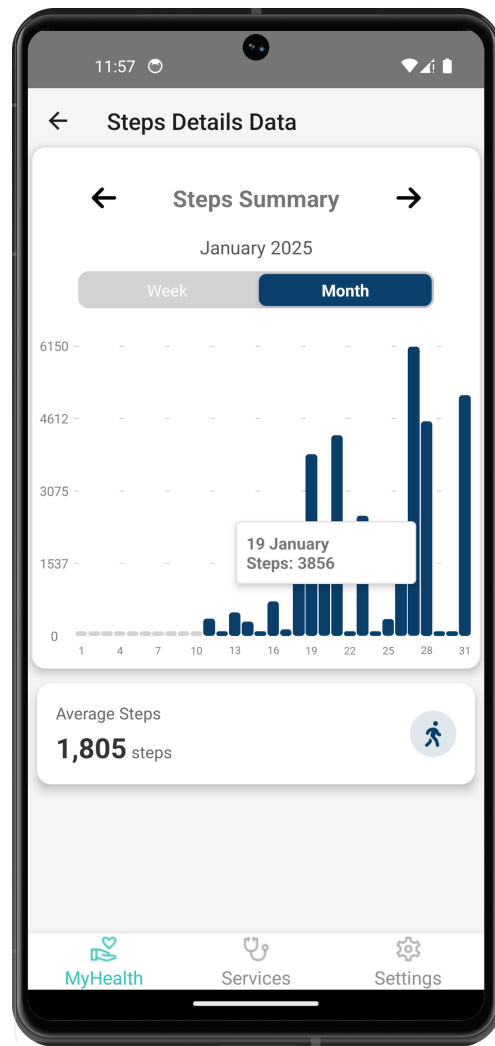 11:57
Steps Details Data
Steps Summary
January 2025
Week Month
6150
4612
3075
1537
0
19 January
Steps: 3856
1 4 7 10 13 16 19 22 25 28 31
Average Steps
1,805 steps
MyHealth Services Settings